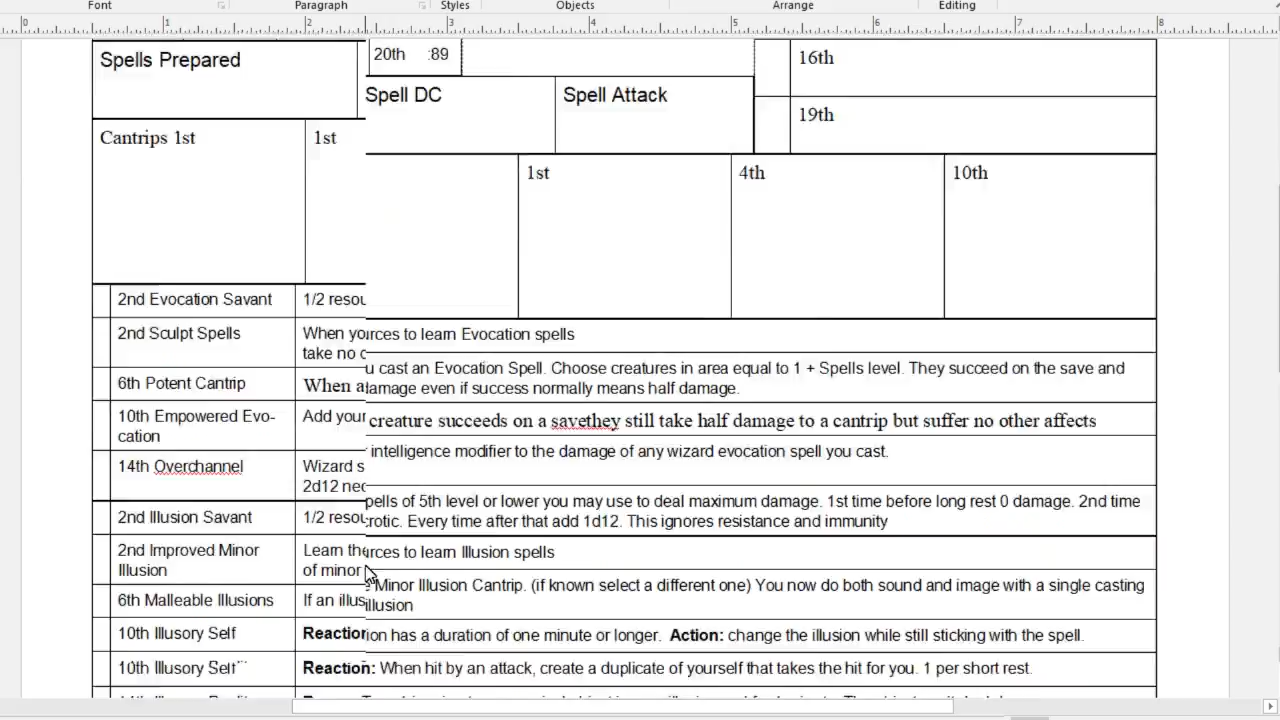 Font Paragraph Styles Objects Arrange Editing
0 1 2 3 4 5 6 7 8
Spells Prepared
20th :89
16th
Spell DC
Spell Attack
19th
Cantrips 1st
1st
1st
4th
10th
2nd Evocation Savant
1/2 resou
rces to learn Evocation spells
2nd Sculpt Spells
When yo
take no d
u cast an Evocation Spell. Choose creatures in area equal to 1 + Spells level. They succeed on the save and
damage even if success normally means half damage.
6th Potent Cantrip
When a
creature succeeds on a savethey still take half damage to a cantrip but suffer no other affects
10th Empowered Evo-
cation
Add your
intelligence modifier to the damage of any wizard evocation spell you cast.
14th Overchannel
Wizard s
2d12 nec
pells of 5th level or lower you may use to deal maximum damage. 1st time before long rest 0 damage. 2nd time
crotic. Every time after that add 1d12. This ignores resistance and immunity
2nd Illusion Savant
1/2 resou
rces to learn Illusion spells
2nd Improved Minor
Illusion
Learn the
of minor
Minor Illusion Cantrip. (if known select a different one) You now do both sound and image with a single casting
illusion
6th Malleable Illusions
If an illus
ion has a duration of one minute or longer. Action: change the illusion while still sticking with the spell.
10th Illusory Self
Reaction
10th Illusory Self
Reaction: When hit by an attack, create a duplicate of yourself that takes the hit for you. 1 per short rest.